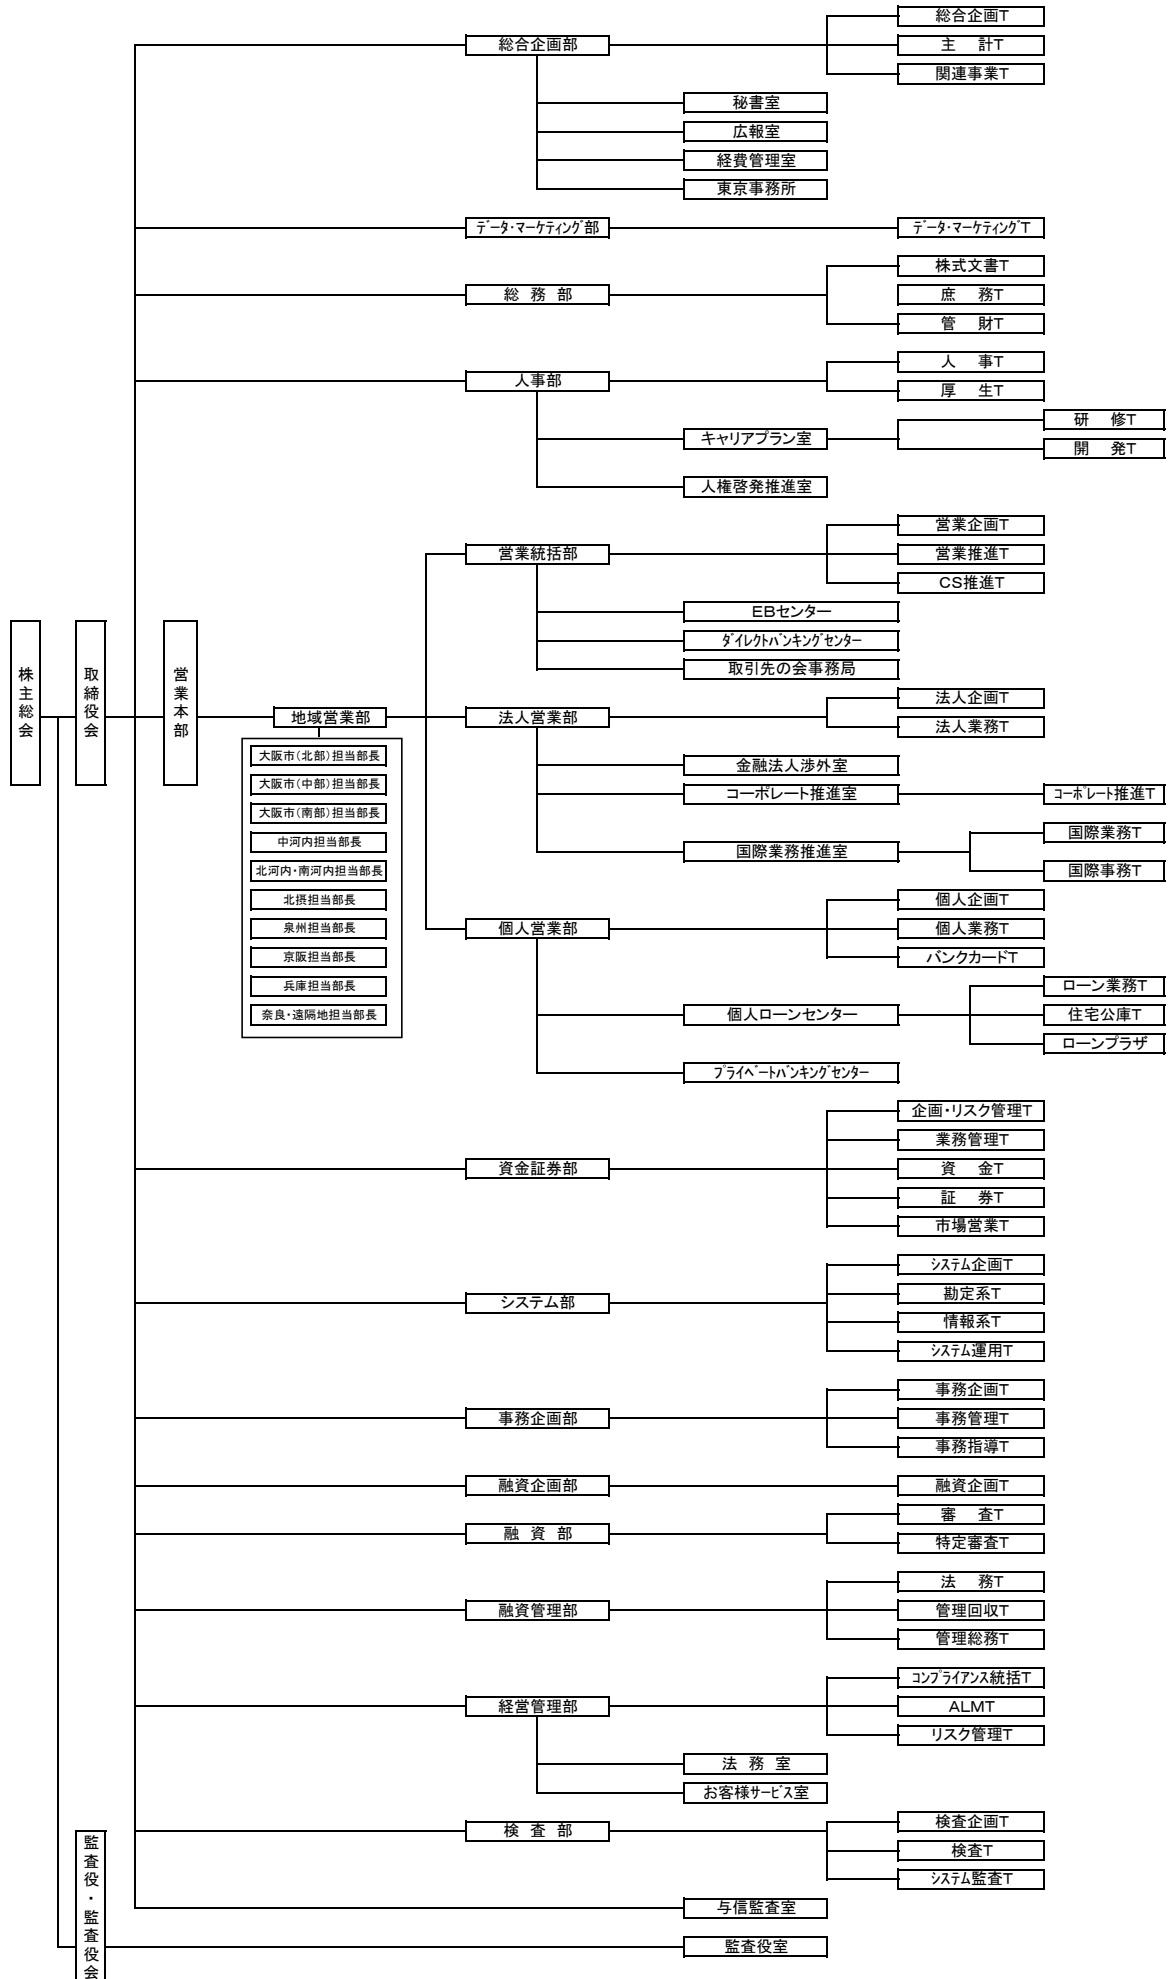 総合企画T
総合企画部
主　計T
関連事業T
秘書室
広報室
経費管理室
東京事務所
ﾃﾞｰﾀ･ﾏｰｹﾃｨﾝｸﾞ部
ﾃﾞｰﾀ･ﾏｰｹﾃｨﾝｸﾞT
株式文書T
総 務 部
庶　務T
管　財T
人　事T
人事部
厚　生T
研　修T
キャリアプラン室
開　発T
人権啓発推進室
営業企画T
営業統括部
営業推進T
CS推進T
EBセンター
ﾀﾞｲﾚｸﾄﾊﾞﾝｷﾝｸﾞｾﾝﾀｰ
取引先の会事務局
株主総会
取締役会
営業本部
地域営業部
大阪市(北部)担当部長
大阪市(中部)担当部長
大阪市(南部)担当部長
中河内担当部長
北河内・南河内担当部長
北摂担当部長
泉州担当部長
京阪担当部長
兵庫担当部長
奈良・遠隔地担当部長
法人企画T
法人営業部
法人業務T
金融法人渉外室
コーポレート推進室
ｺｰﾎﾟﾚｰﾄ推進T
国際業務T
国際業務推進室
国際事務T
個人企画T
個人営業部
個人業務T
バンクカードT
ローン業務T
個人ローンセンター
住宅公庫T
ローンプラザ
ﾌﾟﾗｲﾍﾞｰﾄﾊﾞﾝｷﾝｸﾞｾﾝﾀｰ
企画・リスク管理T
業務管理T
資金証券部
資　金T
証　券T
市場営業T
ｼｽﾃﾑ企画T
勘定系T
システム部
情報系T
ｼｽﾃﾑ運用T
事務企画T
事務企画部
事務管理T
事務指導T
融資企画部
融資企画T
審　査T
融 資 部
特定審査T
法　務T
融資管理部
管理回収T
管理総務T
ｺﾝﾌﾟﾗｲｱﾝｽ統括T
経営管理部
ALMT
リスク管理T
法 務 室
お客様ｻｰﾋﾞｽ室
検査企画T
検 査 部
検査T
ｼｽﾃﾑ監査T
与信監査室
監査役・監査役会
監査役室